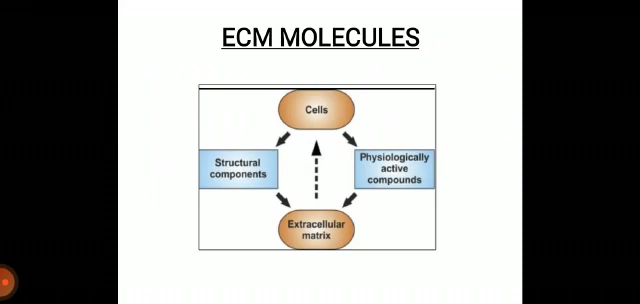 ECM MOLECULES
Cells
Structural
components
Physiologically
active
compounds
Extracellular
matrix